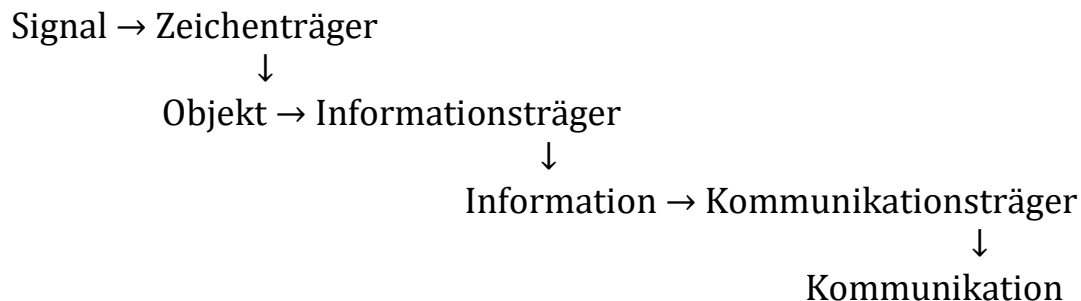 Signal → Zeichenträger
↓
Objekt → Informationsträger
↓
Information → Kommunikationsträger
↓
Kommunikation